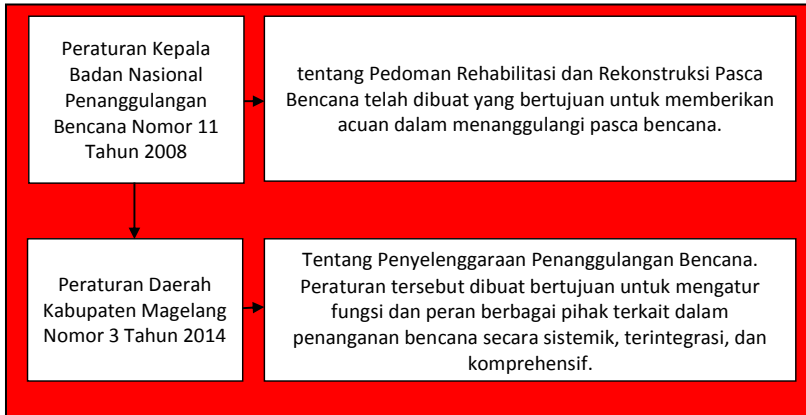 Peraturan Kepala
Badan Nasional
Penanggulangan
Bencana Nomor 11
Tahun 2008
tentang Pedoman Rehabilitasi dan Rekonstruksi Pasca
Bencana telah dibuat yang bertujuan untuk memberikan
acuan dalam menanggulangi pasca bencana.
Peraturan Daerah
Kabupaten Magelang
Nomor 3 Tahun 2014
Tentang Penyelenggaraan Penanggulangan Bencana.
Peraturan tersebut dibuat bertujuan untuk mengatur
fungsi dan peran berbagai pihak terkait dalam
penanganan bencana secara sistemik, terintegrasi, dan
komprehensif.